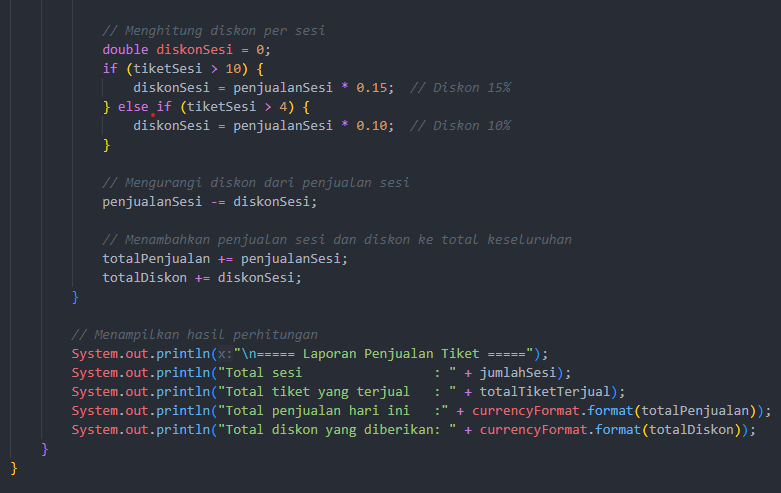 // Menghitung diskon per sesi
double diskonSesi = 0;
if (tiketSesi > 10) {
diskonSesi = penjualanSesi * 0.15;  // Diskon 15%
} else if (tiketSesi > 4) {
diskonSesi = penjualanSesi * 0.10;  // Diskon 10%
}
// Mengurangi diskon dari penjualan sesi
penjualanSesi -= diskonSesi;
// Menambahkan penjualan sesi dan diskon ke total keseluruhan
totalPenjualan += penjualanSesi;
totalDiskon += diskonSesi;
}
// Menampilkan hasil perhitungan
System.out.println(x:"\n===== Laporan Penjualan Tiket =====");
System.out.println("Total sesi                 : " + jumlahSesi);
System.out.println("Total tiket yang terjual   : " + totalTiketTerjual);
System.out.println("Total penjualan hari ini   :" + currencyFormat.format(totalPenjualan));
System.out.println("Total diskon yang diberikan: " + currencyFormat.format(totalDiskon));
}
}